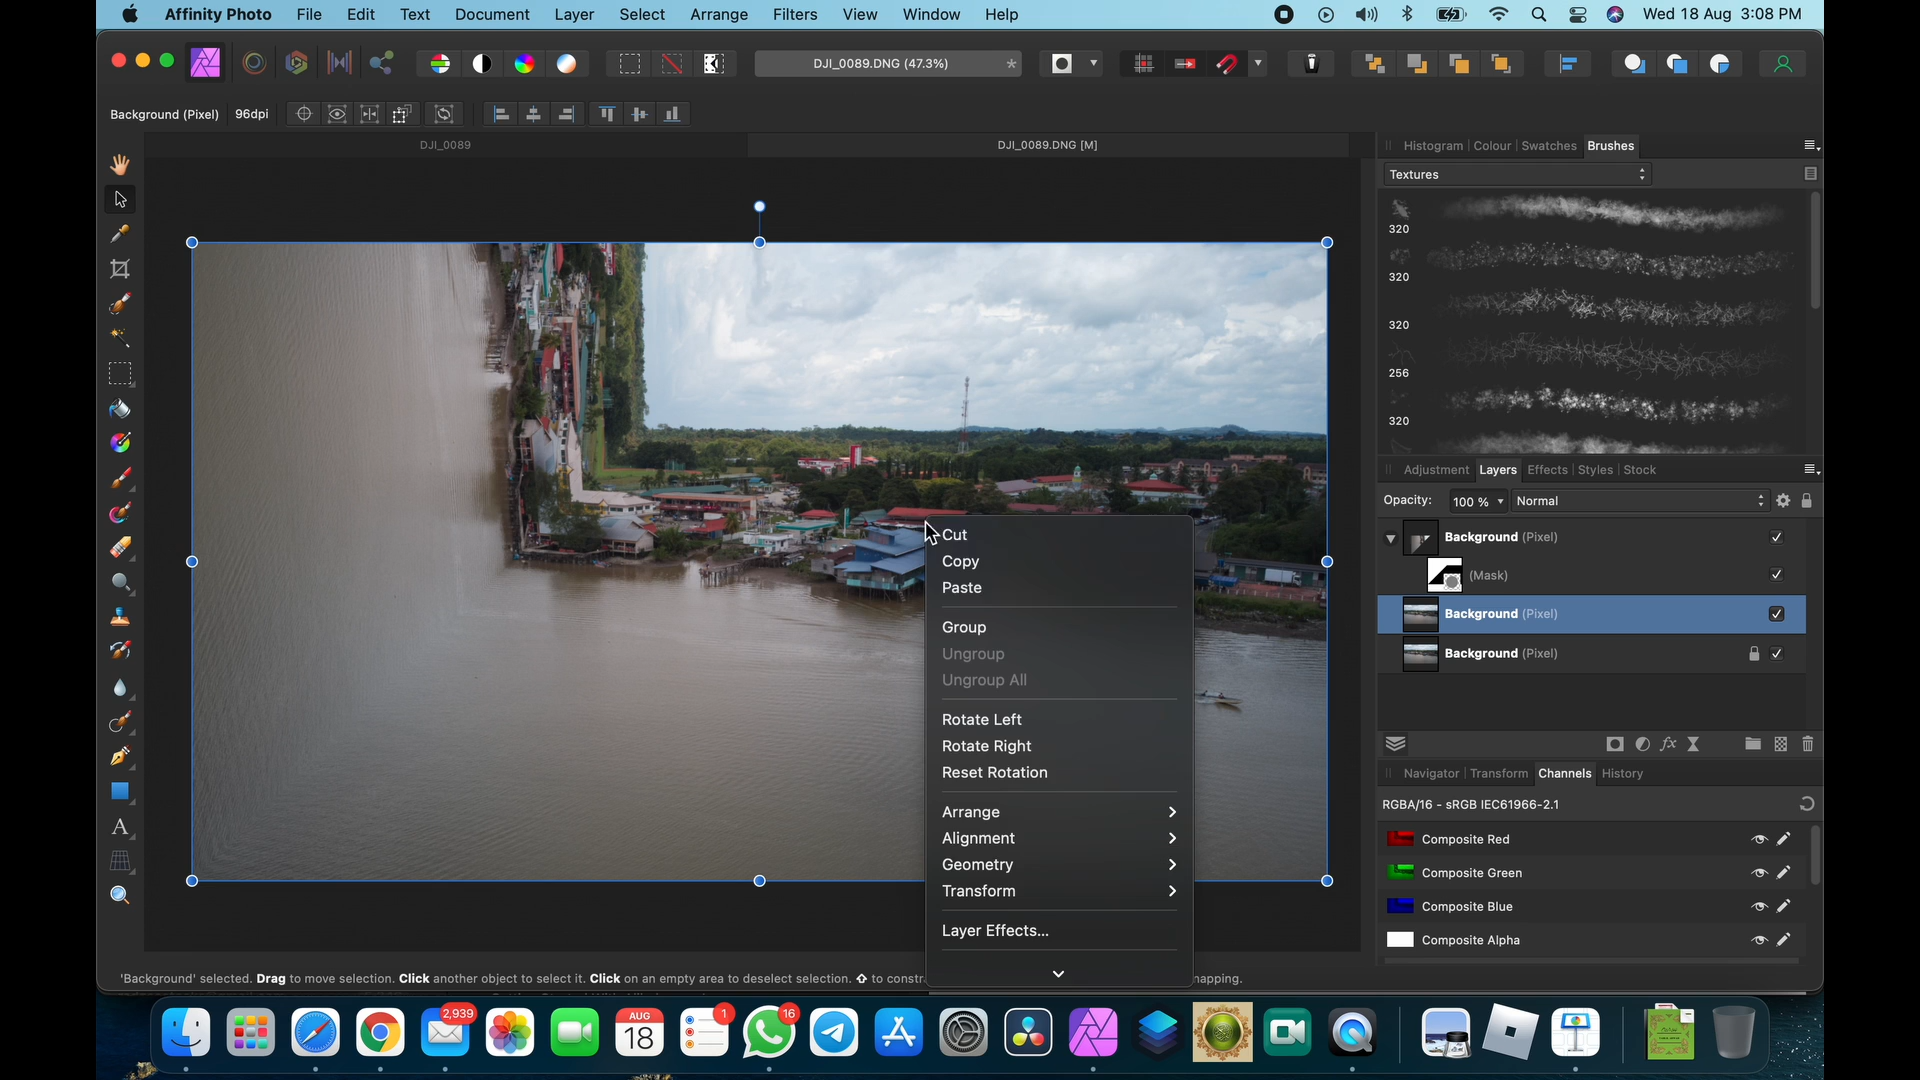 Affinity Photo File Edit Text Document Layer Select Arrange Filters View Window Help Wed 18 Aug 3:08 PM
DJI_0089.DNG (47.3%) *
Background (Pixel) 96dpi
DJI_0089 DJI_0089.DNG [M]
Histogram Colour Swatches Brushes
Textures
320
320
320
256
320
Adjustment Layers Effects Styles Stock
Opacity: 100 % Normal
Background (Pixel)
(Mask)
Background (Pixel)
Background (Pixel)
Cut
Copy
Paste
Group
Ungroup
Ungroup All
Rotate Left
Rotate Right
Reset Rotation
Arrange
Alignment
Geometry
Transform
Layer Effects...
Navigator Transform Channels History
RGBA/16 - sRGB IEC61966-2.1
Composite Red
Composite Green
Composite Blue
Composite Alpha
'Background' selected. Drag to move selection. Click another object to select it. Click on an empty area to deselect selection. to constr
2,939
AUG
18
1
16